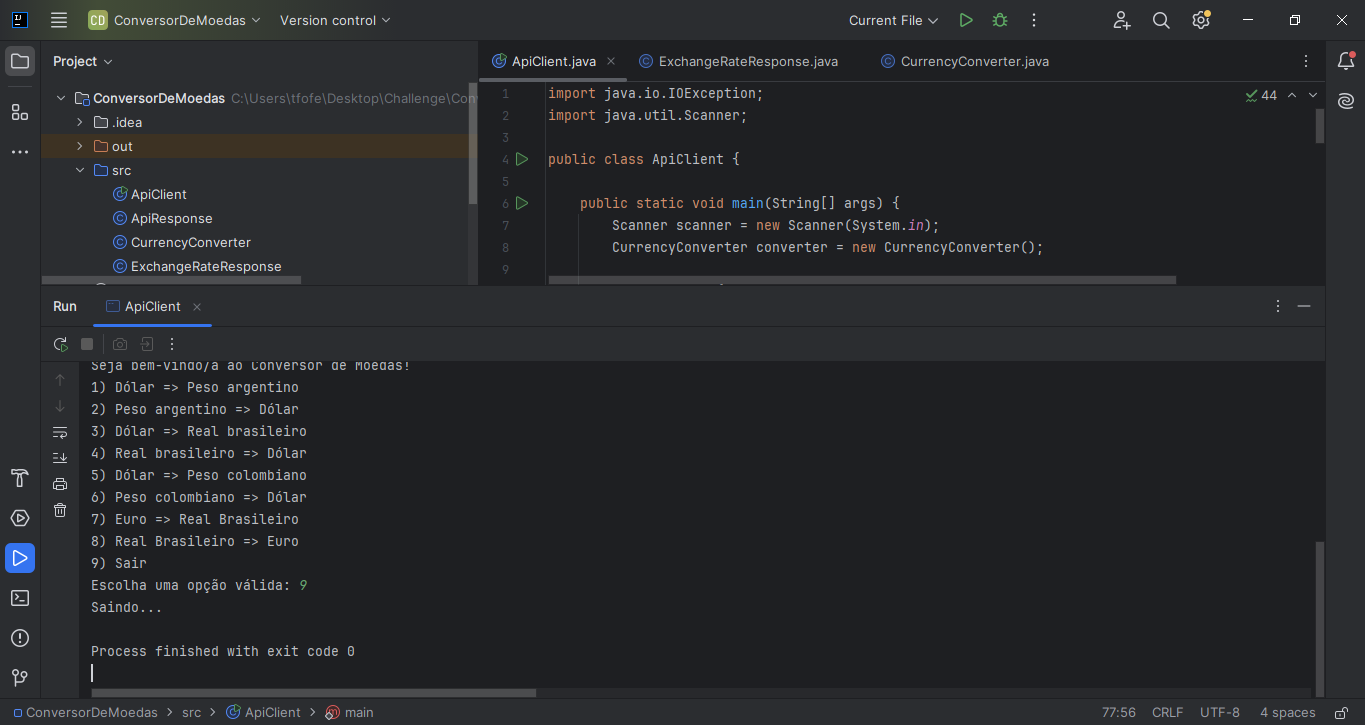 CD ConversorDeMoedas Version control Current File
Project
ApiClient.java ExchangeRateResponse.java CurrencyConverter.java
ConversorDeMoedas C:\Users\tfofe\Desktop\Challenge\Con
.idea
out
src
ApiClient
ApiResponse
CurrencyConverter
ExchangeRateResponse
44
1 import java.io.IOException;
2 import java.util.Scanner;
3
4 public class ApiClient {
5
6 public static void main(String[] args) {
7 Scanner scanner = new Scanner(System.in);
8 CurrencyConverter converter = new CurrencyConverter();
9
Run ApiClient
Seja bem-vindo/a ao Conversor de Moedas!
1) Dólar => Peso argentino
2) Peso argentino => Dólar
3) Dólar => Real brasileiro
4) Real brasileiro => Dólar
5) Dólar => Peso colombiano
6) Peso colombiano => Dólar
7) Euro => Real Brasileiro
8) Real Brasileiro => Euro
9) Sair
Escolha uma opção válida: 9
Saindo...
Process finished with exit code 0
ConversorDeMoedas > src > ApiClient > main 77:56 CRLF UTF-8 4 spaces